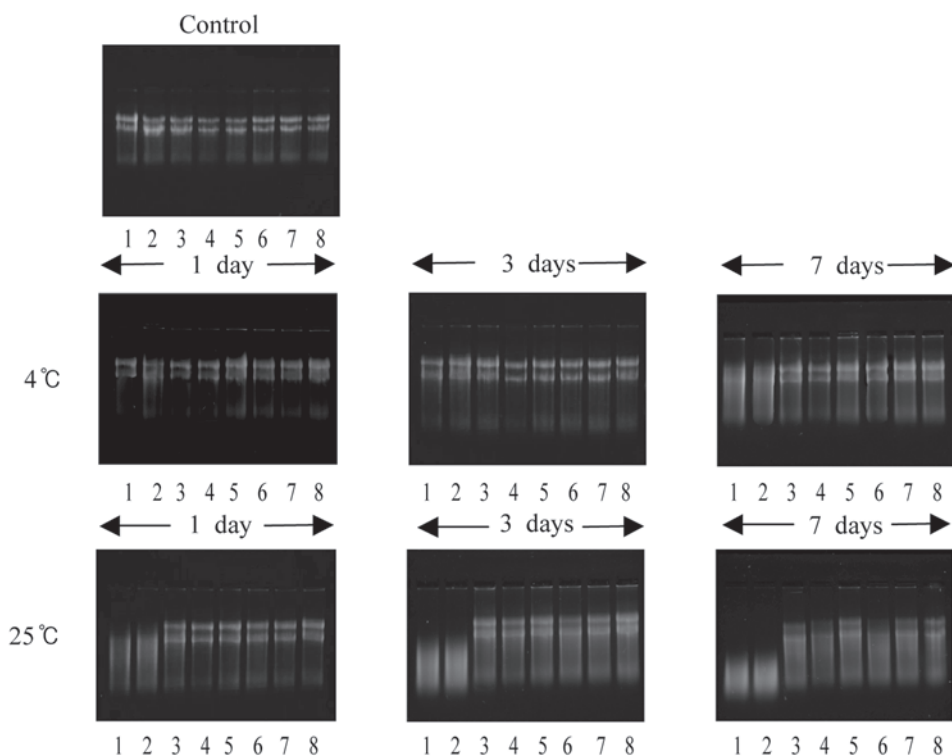 Control
1 2 3 4 5 6 7 8
1 day 3 days 7 days
4℃
1 2 3 4 5 6 7 8 1 2 3 4 5 6 7 8 1 2 3 4 5 6 7 8
1 day 3 days 7 days
25℃
1 2 3 4 5 6 7 8 1 2 3 4 5 6 7 8 1 2 3 4 5 6 7 8